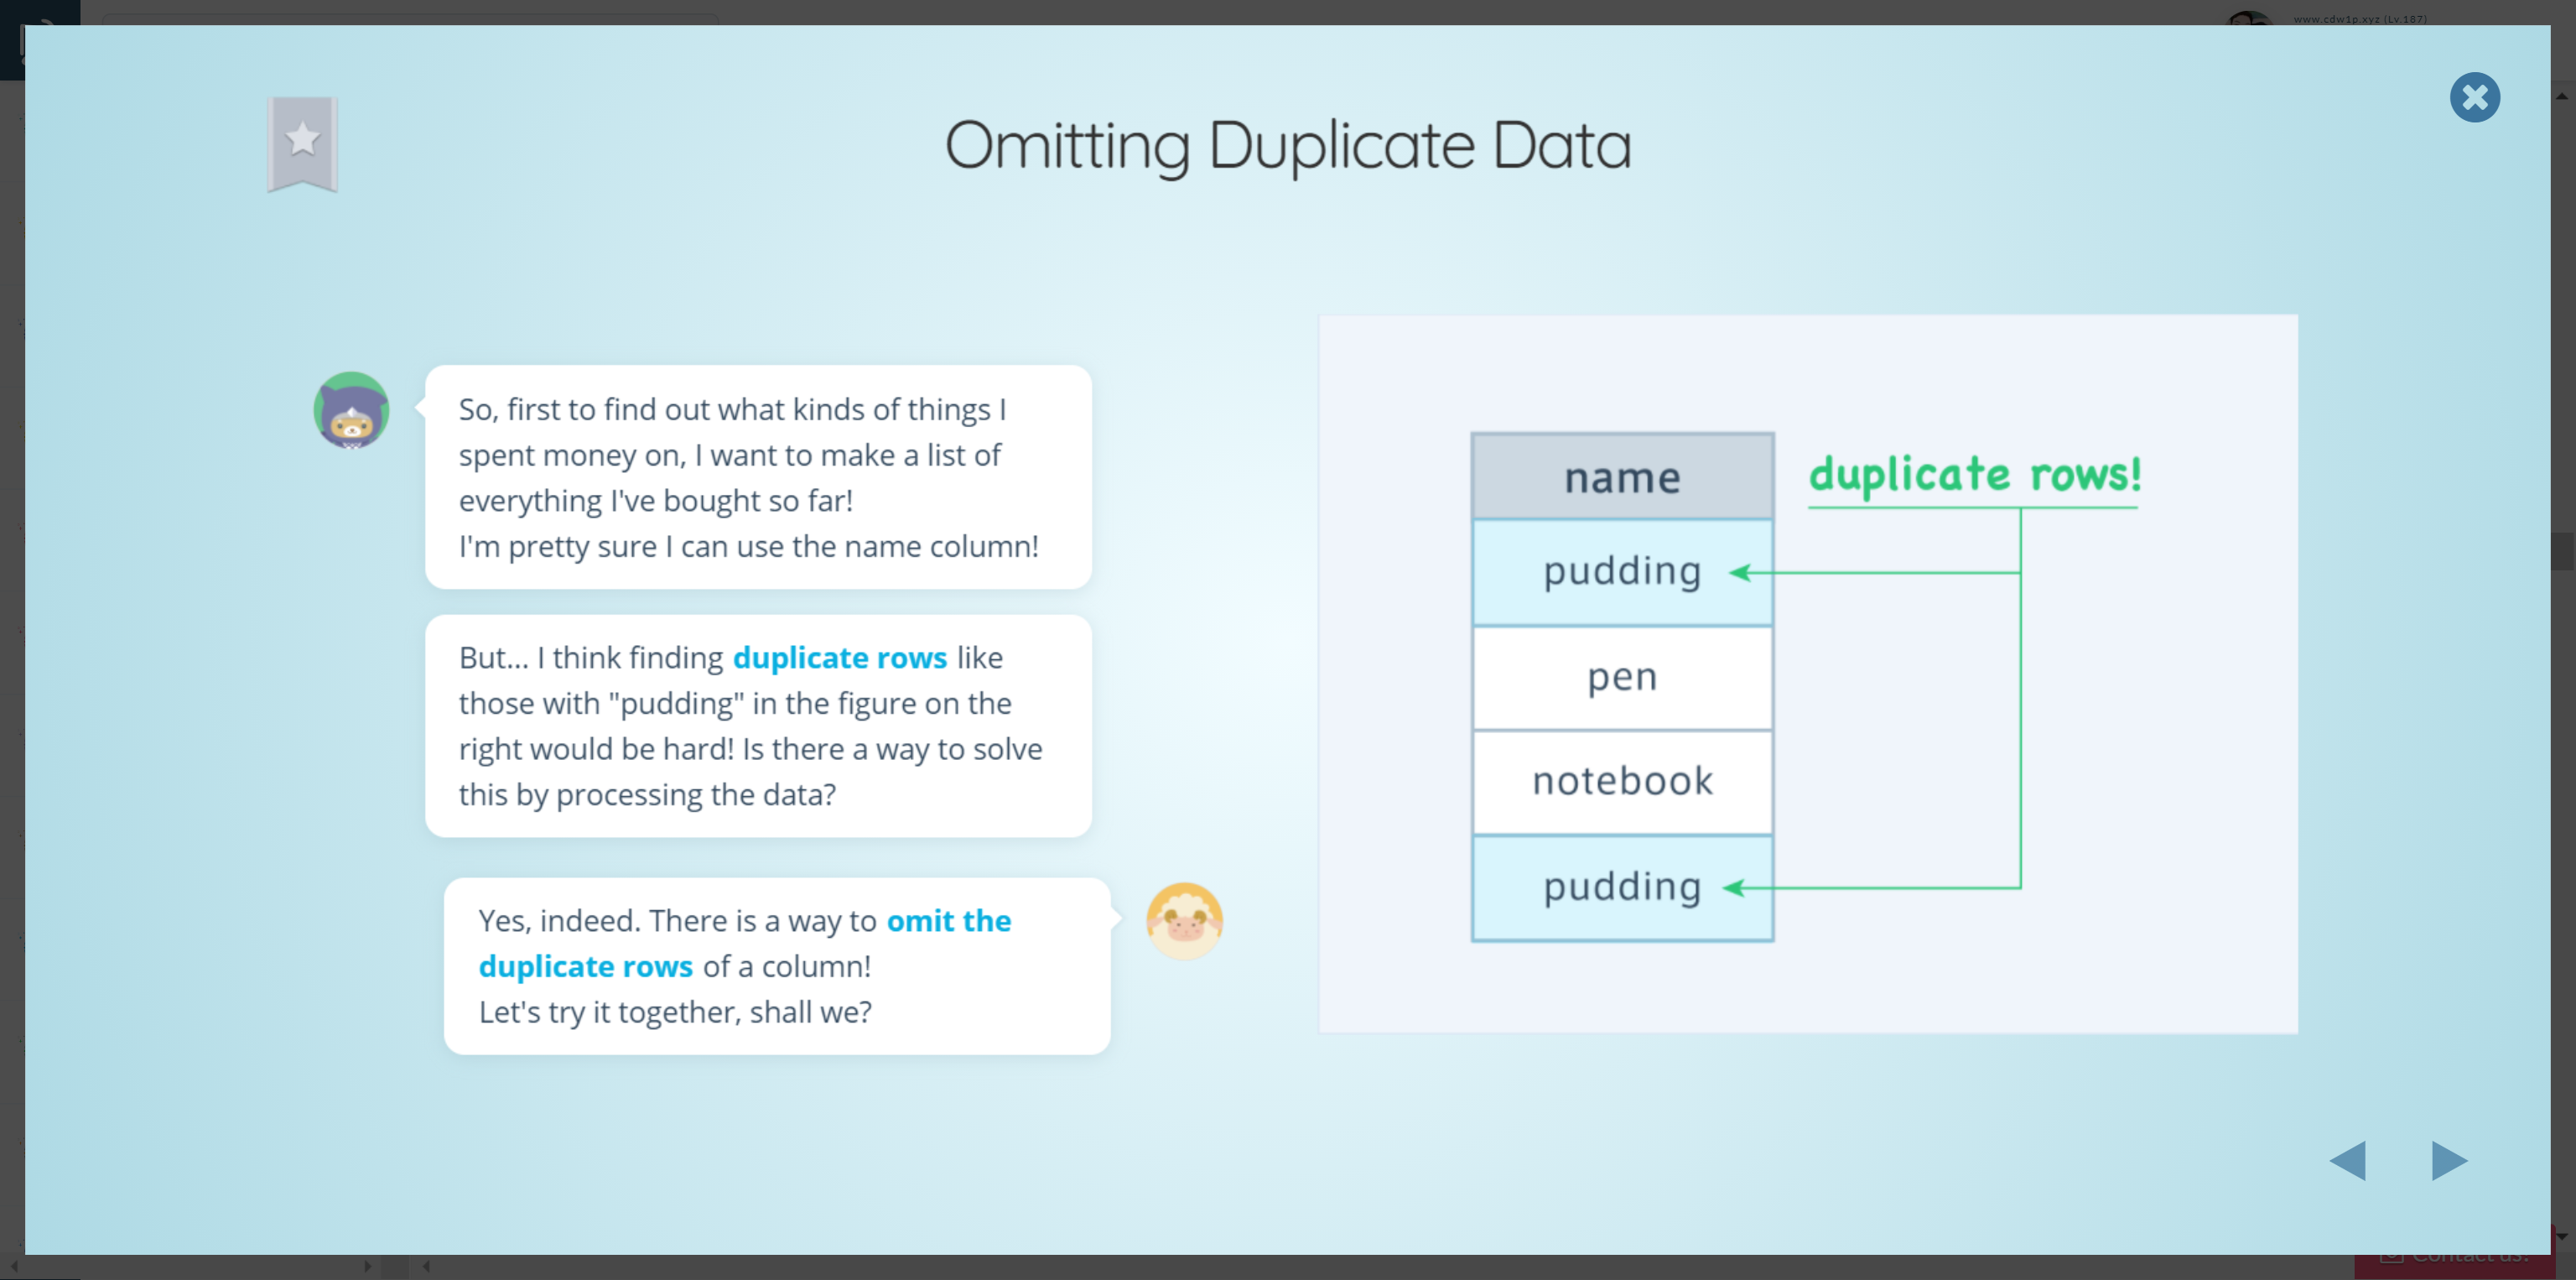 www.cdw1p.xyz (Lv.187)
Omitting Duplicate Data
So, first to find out what kinds of things I
spent money on, I want to make a list of
everything I've bought so far!
I'm pretty sure I can use the name column!
But... I think finding duplicate rows like
those with "pudding" in the figure on the
right would be hard! Is there a way to solve
this by processing the data?
Yes, indeed. There is a way to omit the
duplicate rows of a column!
Let's try it together, shall we?
name
duplicate rows!
pudding
pen
notebook
pudding
Contact us!